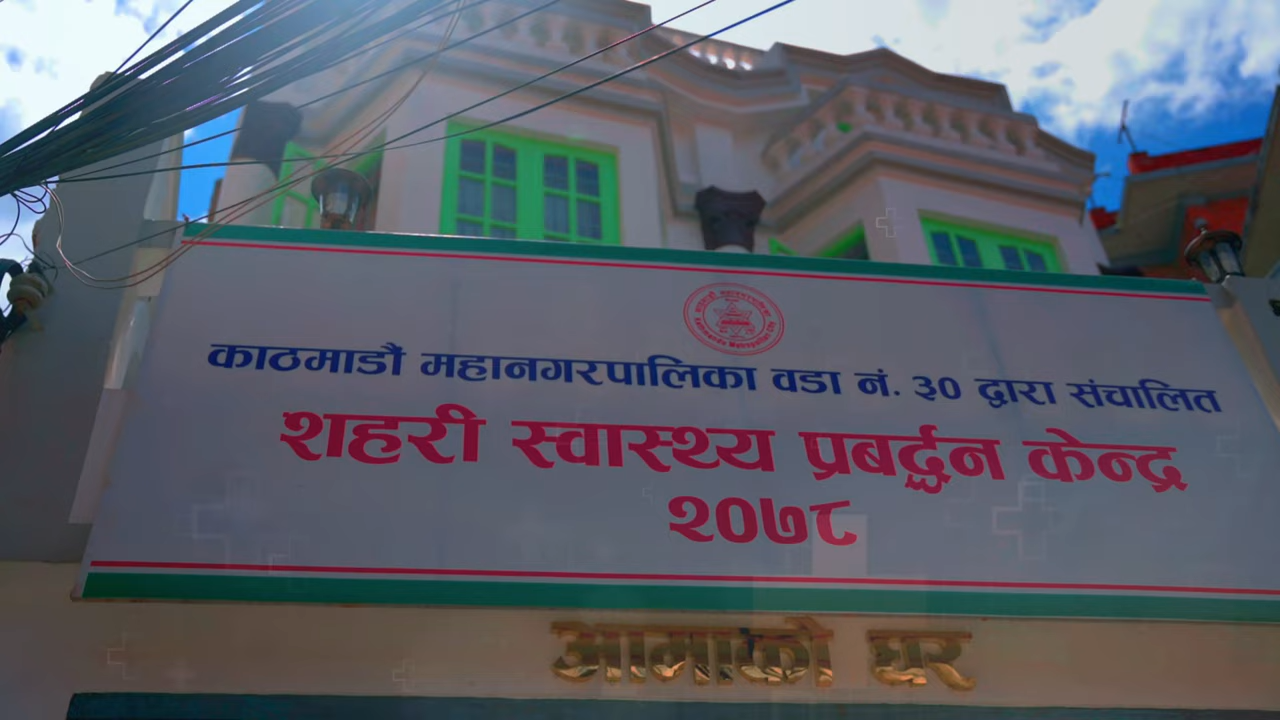 काठमाडौं महानगरपालिका वडा नं. ३० द्वारा संचालित
शहरी स्वास्थ्य प्रबर्द्धन केन्द्र
२०७८
आमाको घर